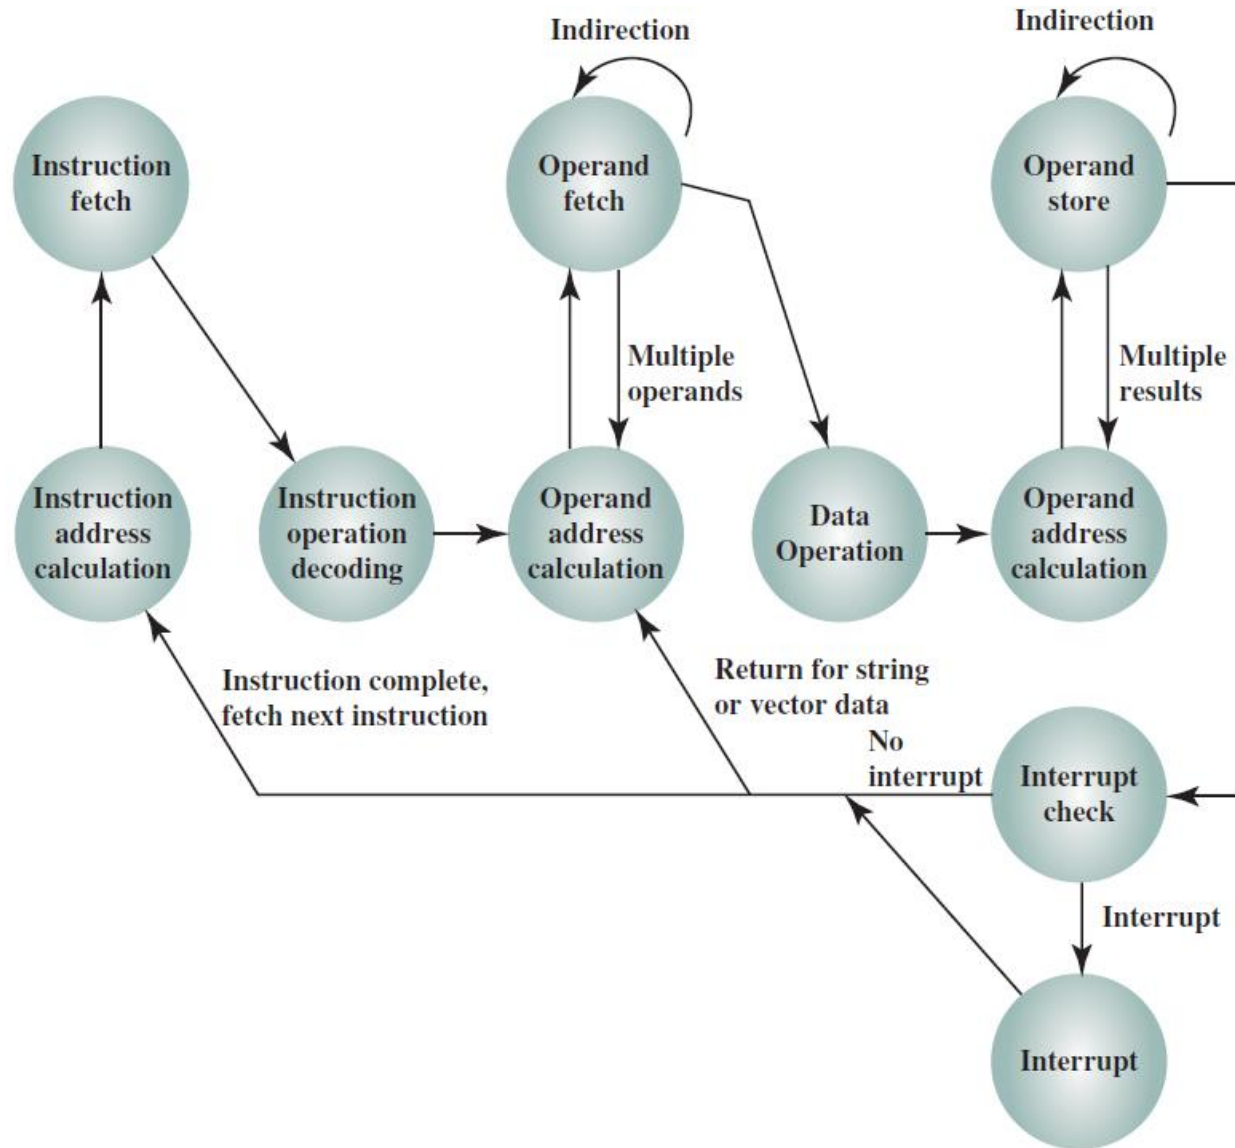 Indirection
Indirection
Instruction
fetch
Operand
fetch
Operand
store
Multiple
operands
Multiple
results
Instruction
address
calculation
Instruction
operation
decoding
Operand
address
calculation
Data
Operation
Operand
address
calculation
Instruction complete,
fetch next instruction
Return for string
or vector data
No
interrupt
Interrupt
check
Interrupt
Interrupt